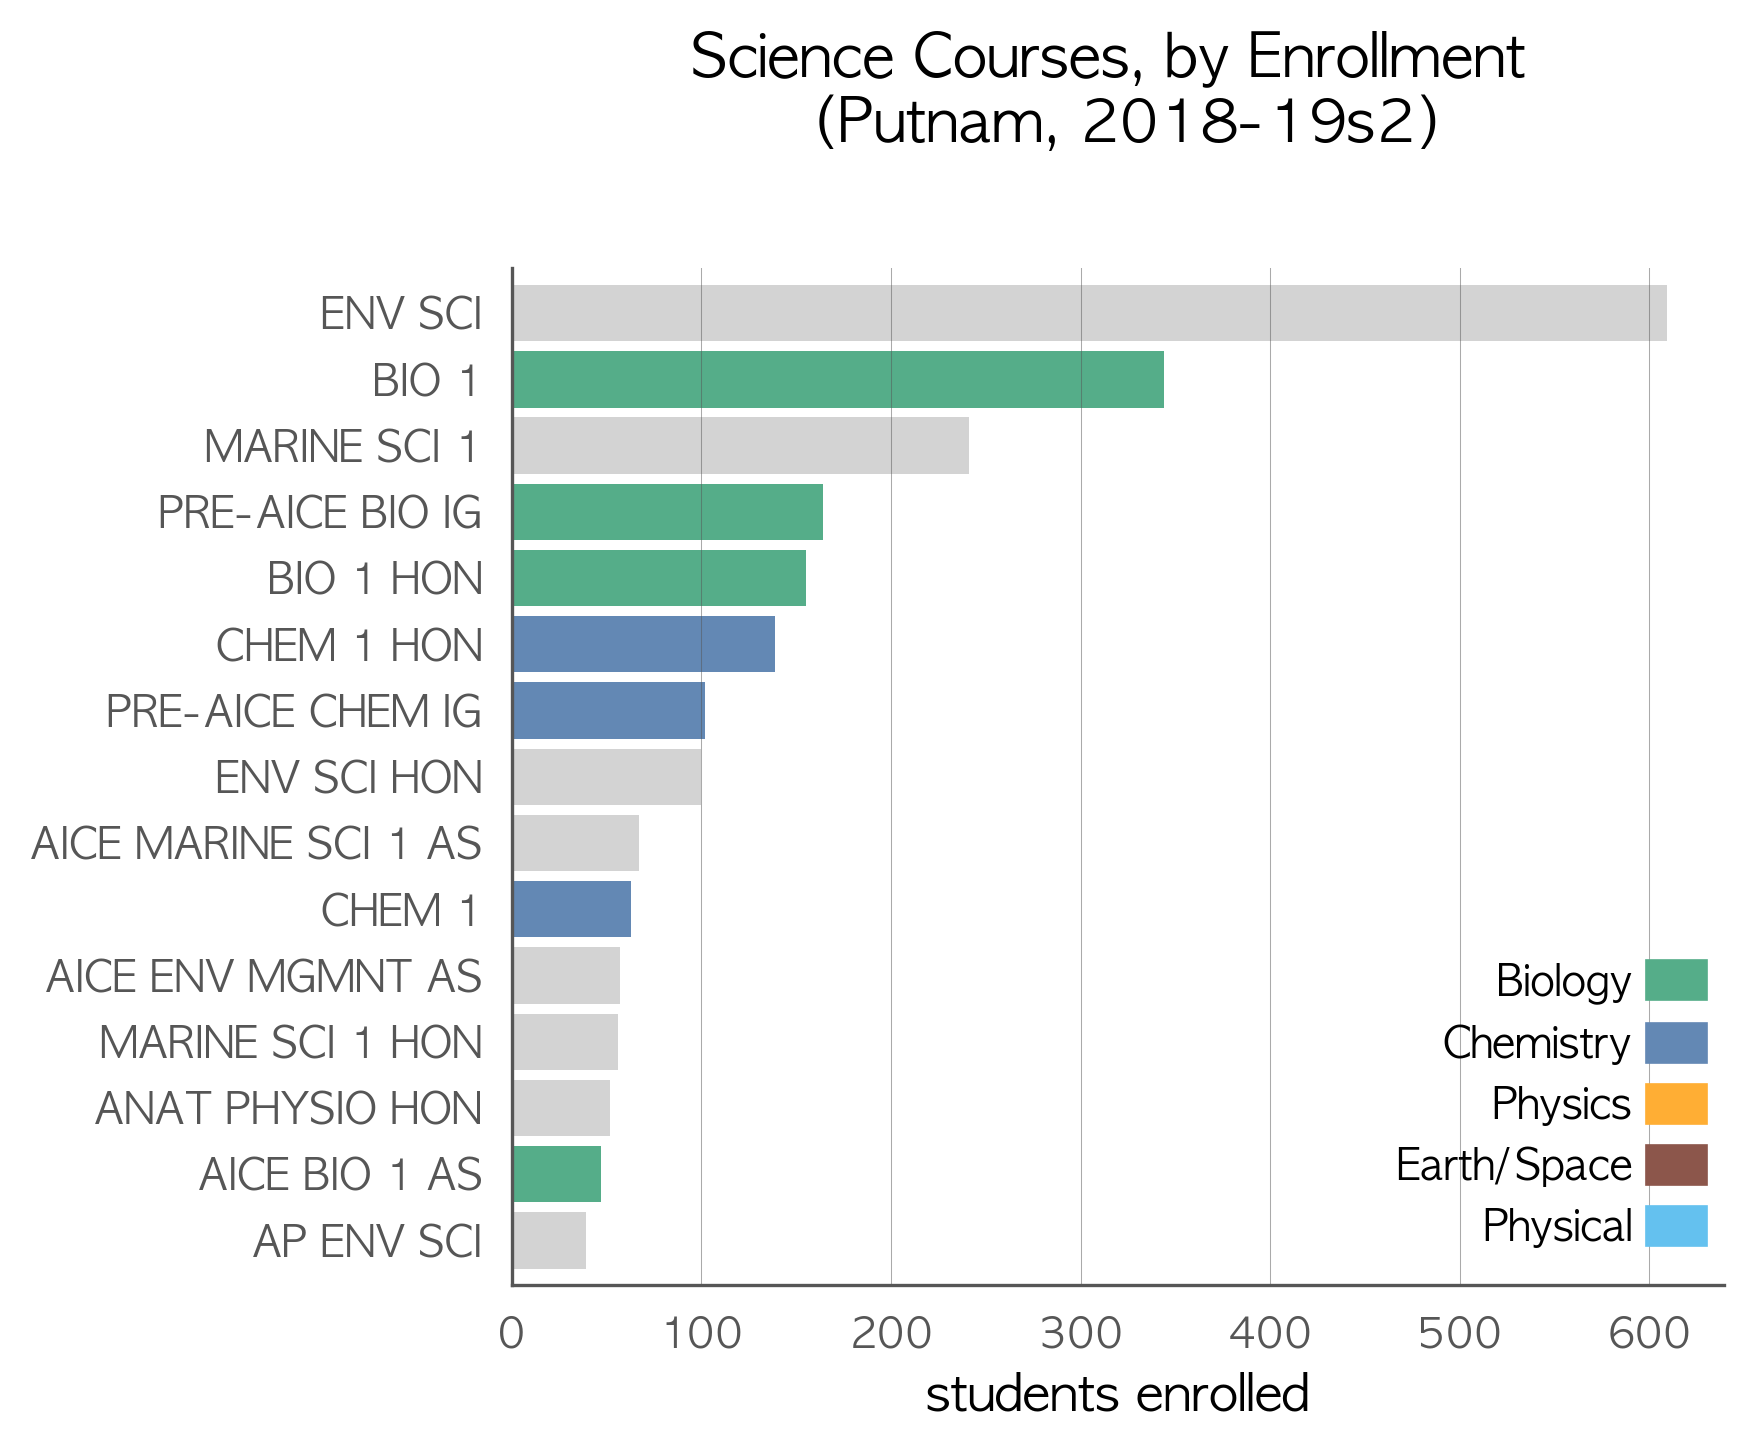 Science Courses, by Enrollment
(Putnam, 2018-19s2)
ENV SCI
BIO 1
MARINE SCI 1
PRE-AICE BIO IG
BIO 1 HON
CHEM 1 HON
PRE-AICE CHEM IG
ENV SCI HON
AICE MARINE SCI 1 AS
CHEM 1
AICE ENV MGMNT AS
MARINE SCI 1 HON
ANAT PHYSIO HON
AICE BIO 1 AS
AP ENV SCI
Biology
Chemistry
Physics
Earth/Space
Physical
0 100 200 300 400 500 600
students enrolled